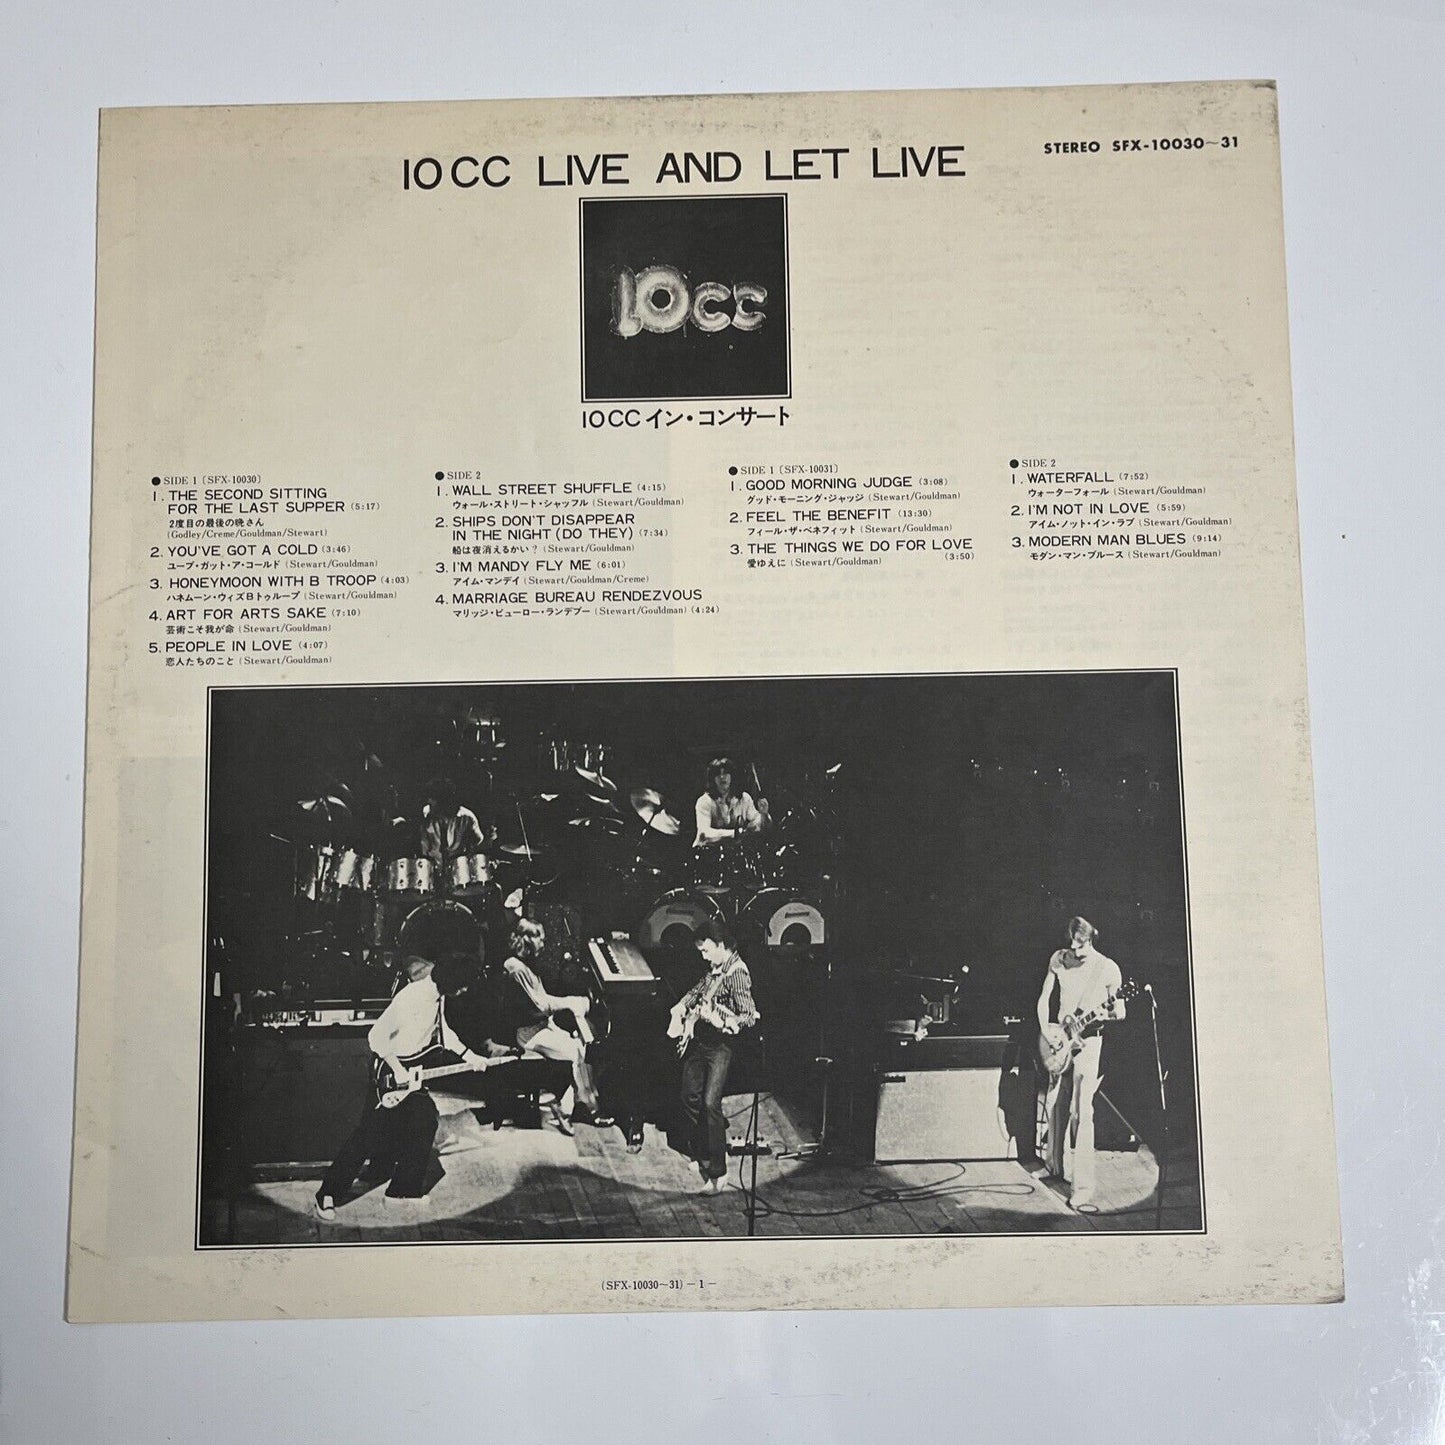 STEREO SFX-10030~31
10CC LIVE AND LET LIVE
10cc
10CC イン・コンサート
● SIDE 1 [SFX-10030]
1. THE SECOND SITTING
FOR THE LAST SUPPER (5:17)
2度目の最後の晩さん
(Godley/Creme/Gouldman/Stewart)
2. YOU'VE GOT A COLD (3:46)
ユーブ・ガット・ア・コールド (Stewart/Gouldman)
3. HONEYMOON WITH B TROOP (4:03)
ハネムーン・ウィズBトゥループ (Stewart/Gouldman)
4. ART FOR ARTS SAKE (7:10)
芸術こそ我が命 (Stewart/Gouldman)
5. PEOPLE IN LOVE (4:07)
恋人たちのこと (Stewart/Gouldman)
● SIDE 2
1. WALL STREET SHUFFLE (4:15)
ウォール・ストリート・シャッフル (Stewart/Gouldman)
2. SHIPS DON'T DISAPPEAR
IN THE NIGHT (DO THEY) (7:34)
船は夜消えるかい? (Stewart/Gouldman)
3. I'M MANDY FLY ME (6:01)
アイム・マンデイ (Stewart/Gouldman/Creme)
4. MARRIAGE BUREAU RENDEZVOUS
マリッジ・ビューロー・ランデブー (Stewart/Gouldman) (4:24)
● SIDE 1 [SFX-10031]
1. GOOD MORNING JUDGE (3:08)
グッド・モーニング・ジャッジ (Stewart/Gouldman)
2. FEEL THE BENEFIT (13:30)
フィール・ザ・ベネフィット (Stewart/Gouldman)
3. THE THINGS WE DO FOR LOVE
(3:50)
愛ゆえに (Stewart/Gouldman)
● SIDE 2
1. WATERFALL (7:52)
ウォーターフォール (Stewart/Gouldman)
2. I'M NOT IN LOVE (5:59)
アイム・ノット・イン・ラブ (Stewart/Gouldman)
3. MODERN MAN BLUES (9:14)
モダン・マン・ブルース (Stewart/Gouldman)
(SFX-10030~31) - 1 -